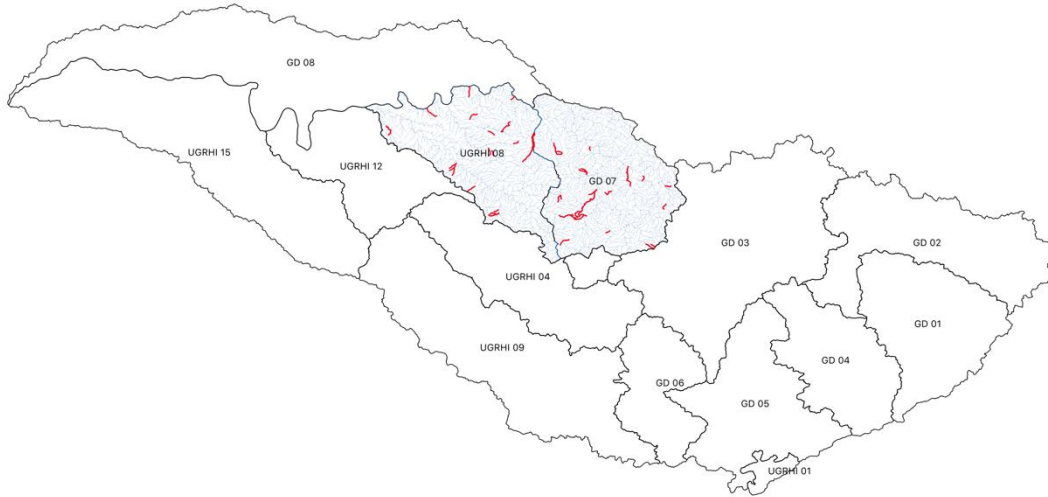 GD 08
UGRHI 15
UGRHI 08
UGRHI 12
GD 07
GD 03
GD 02
UGRHI 04
GD 01
UGRHI 09
GD 04
GD 06
GD 05
UGRHI 01